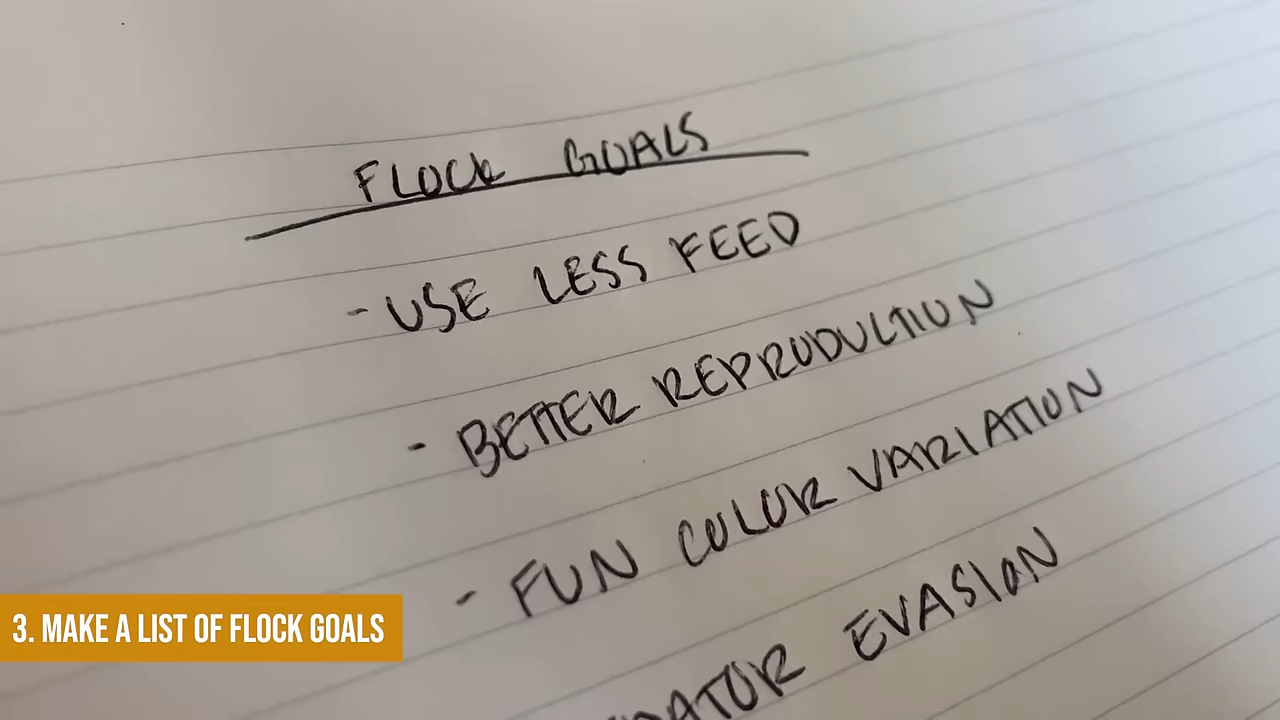 FLOCK GOALS
- USE LESS FEED
- BETTER REPRODUCTION
- FUN COLOR VARIATION
EVASION
3. MAKE A LIST OF FLOCK GOALS